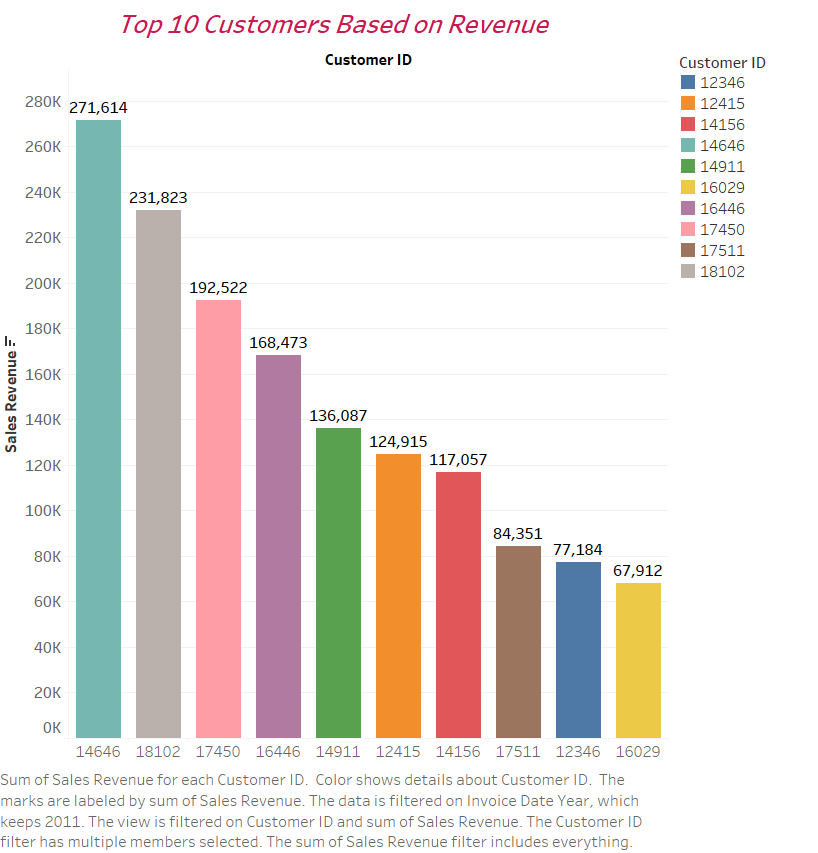 Top 10 Customers Based on Revenue
Customer ID
Customer ID
12346
12415
14156
14646
14911
16029
16446
17450
17511
18102
Sales Revenue
280K
260K
240K
220K
200K
180K
160K
140K
120K
100K
80K
60K
40K
20K
0K
271,614
231,823
192,522
168,473
136,087
124,915
117,057
84,351
77,184
67,912
14646 18102 17450 16446 14911 12415 14156 17511 12346 16029
Sum of Sales Revenue for each Customer ID.  Color shows details about Customer ID.  The
marks are labeled by sum of Sales Revenue. The data is filtered on Invoice Date Year, which
keeps 2011. The view is filtered on Customer ID and sum of Sales Revenue. The Customer ID
filter has multiple members selected. The sum of Sales Revenue filter includes everything.